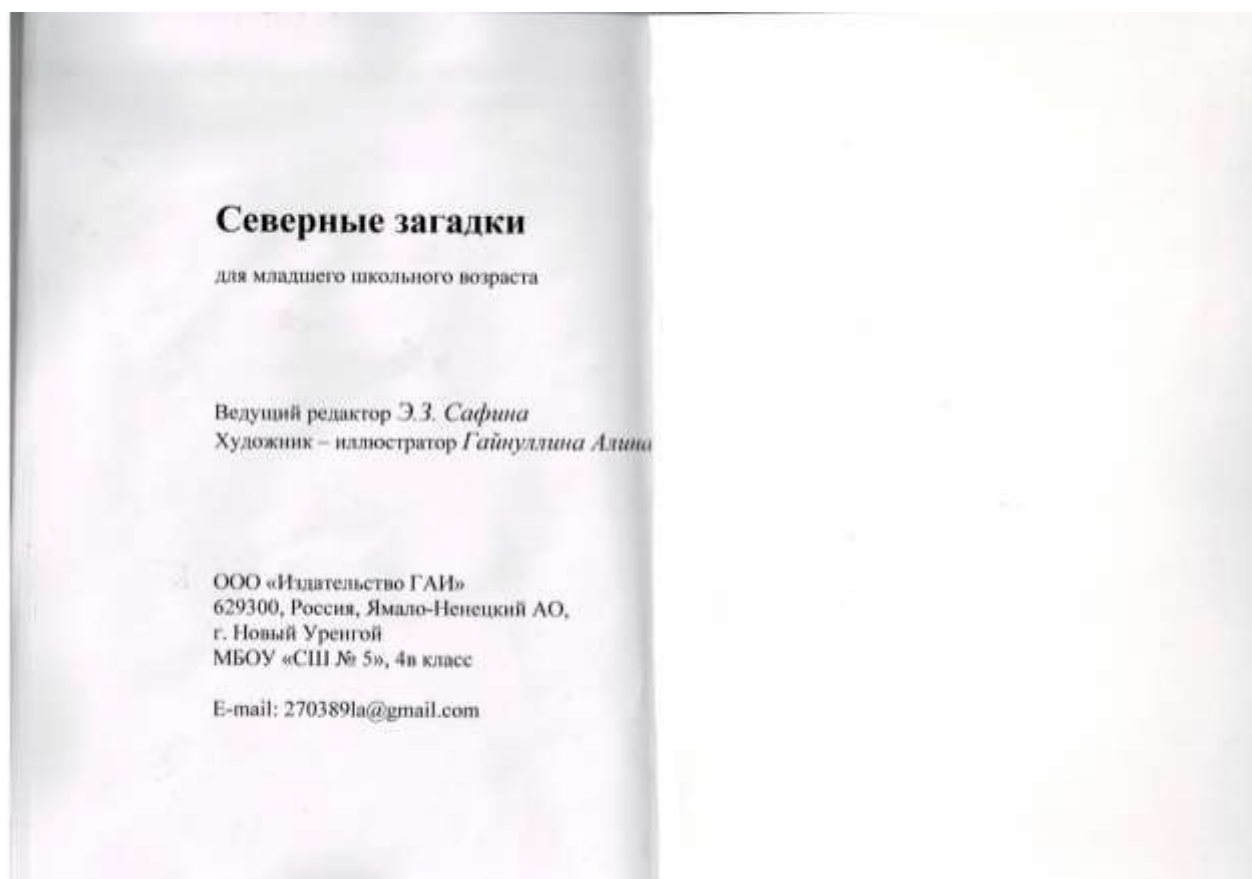 Северные загадки
для младшего школьного возраста
Ведущий редактор Э.З. Сафина
Художник – иллюстратор Гайнуллина Алина
ООО «Издательство ГАИ»
629300, Россия, Ямало-Ненецкий АО,
г. Новый Уренгой
МБОУ «СШ № 5», 4в класс
E-mail: 270389la@gmail.com